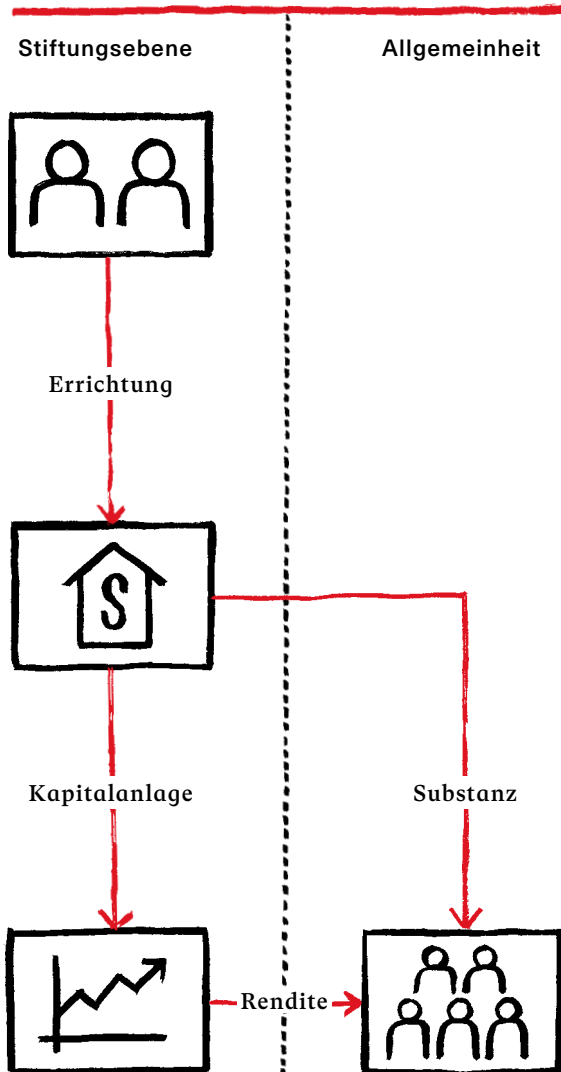 Stiftungsebene
Allgemeinheit
Errichtung
S
Kapitalanlage
Substanz
Rendite